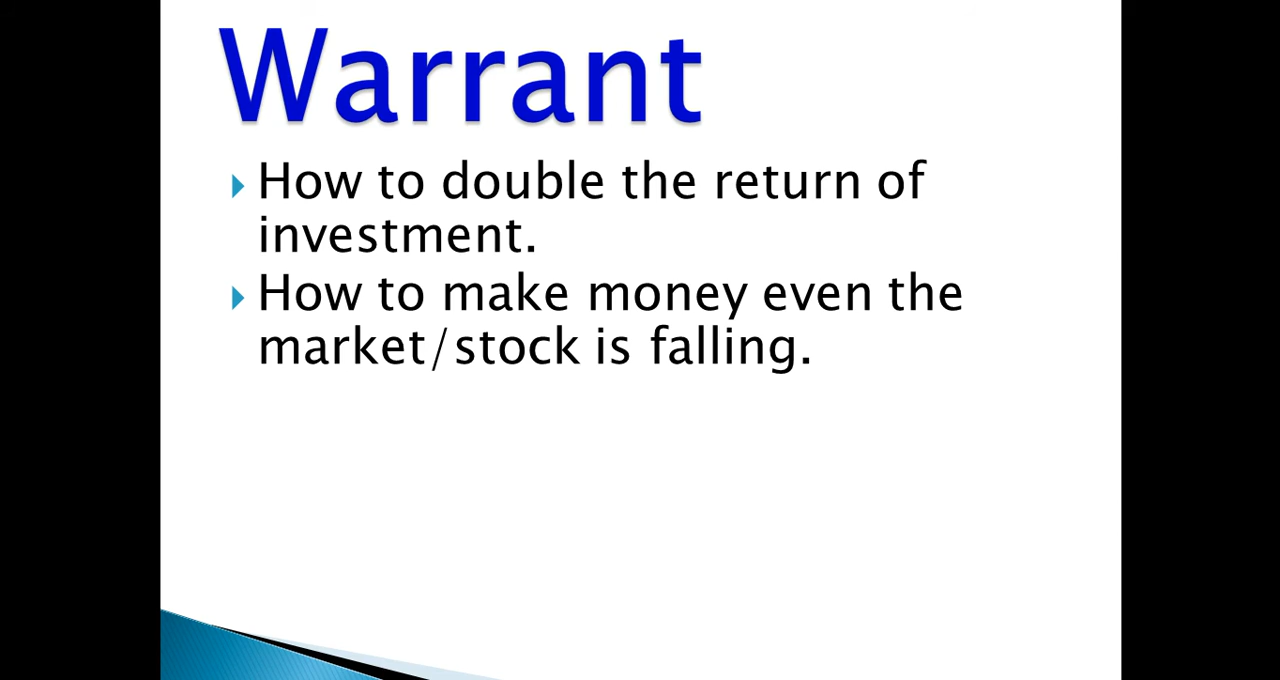 Warrant
How to double the return of
investment.
How to make money even the
market/stock is falling.